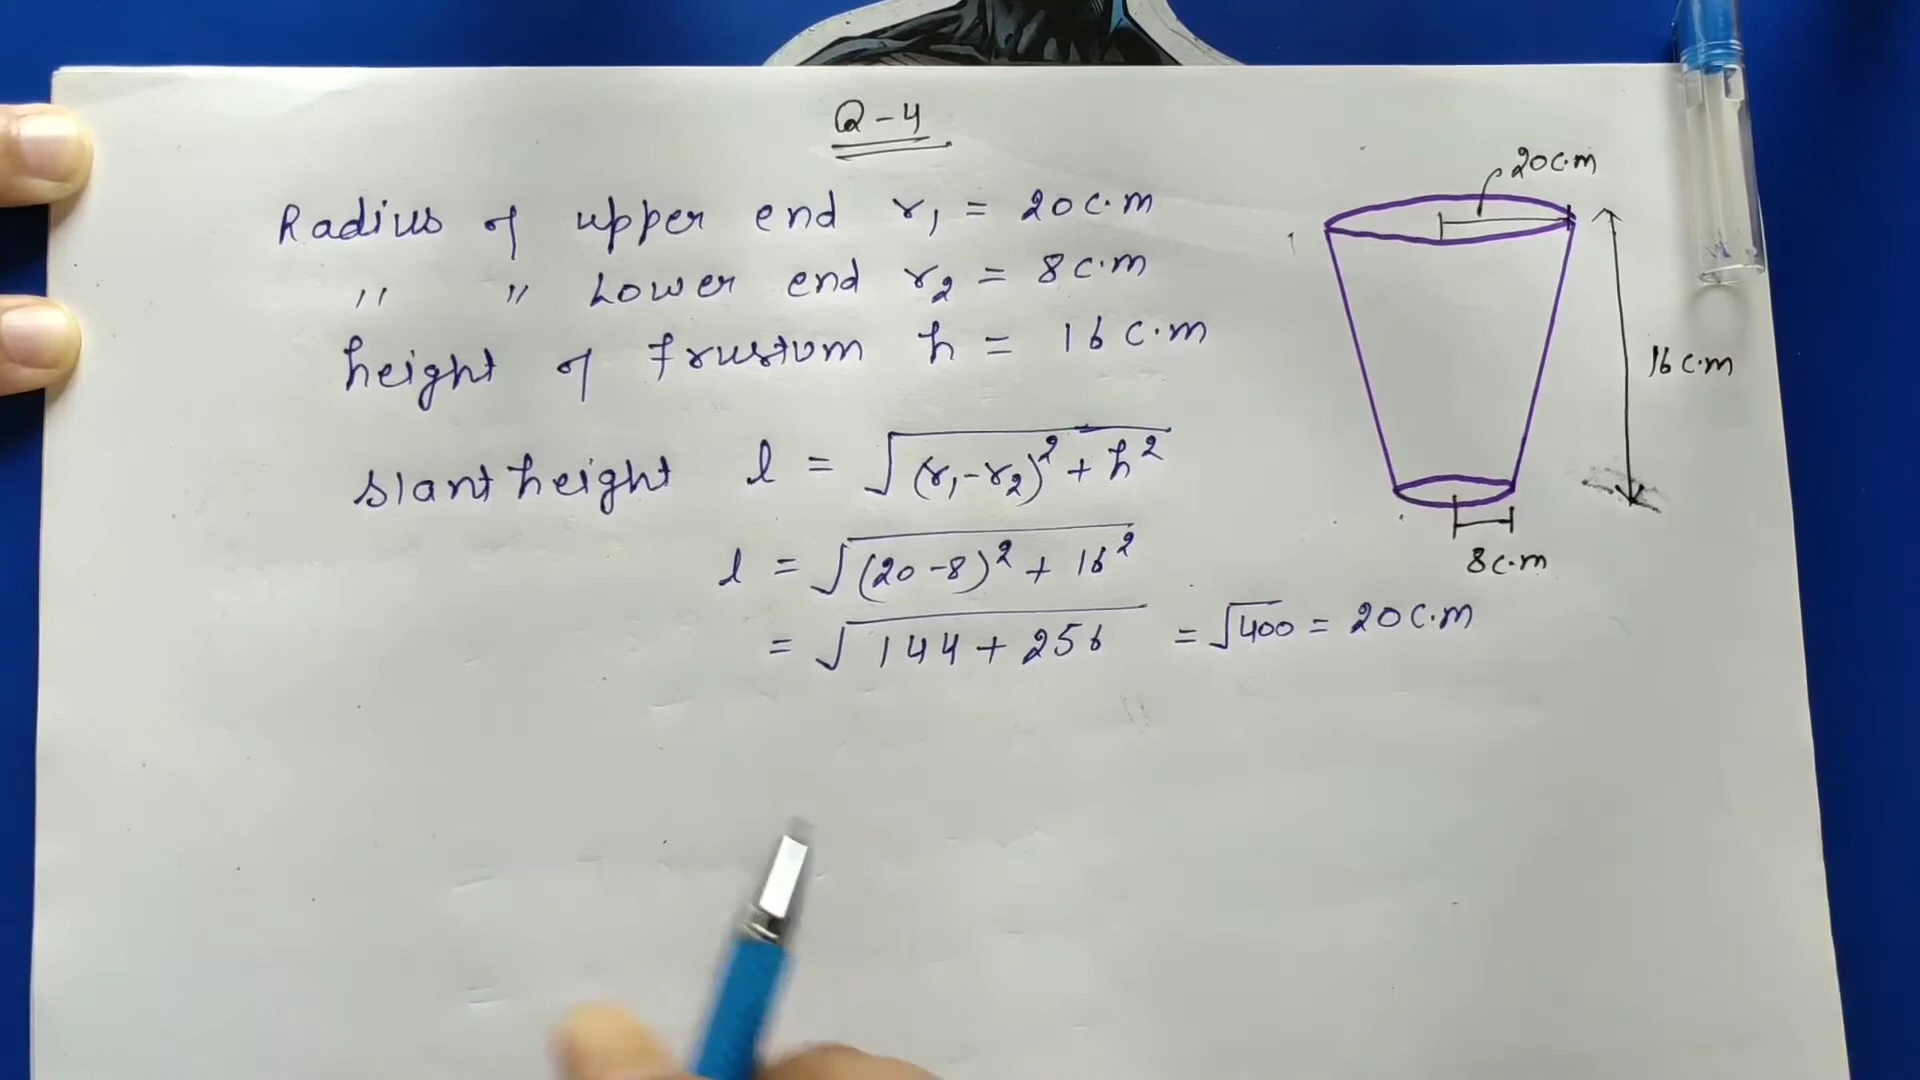 Q-4
Radius of upper end r₁ = 20c.m
" " Lower end r₂ = 8c.m
height of frustum h = 16c.m
slant height l = √(r₁-r₂)² + h²
l = √(20-8)² + 16²
= √144 + 256 = √400 = 20c.m
20c.m
16c.m
8c.m